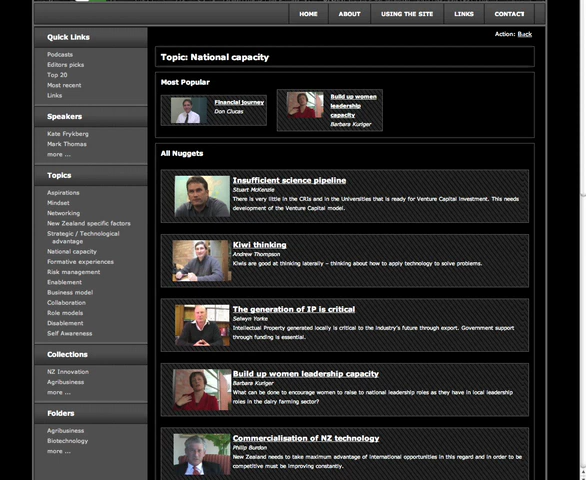 HOME ABOUT USING THE SITE LINKS CONTACT
Action: Back
Quick Links
Podcasts
Editors picks
Top 20
Most recent
Links
Speakers
Kate Frykberg
Mark Thomas
more ...
Topics
Aspirations
Mindset
Networking
New Zealand specific factors
Strategic / Technological
advantage
National capacity
Formative experiences
Risk management
Enablement
Business model
Collaboration
Role models
Disablement
Self Awareness
Collections
NZ Innovation
Agribusiness
more ...
Folders
Agribusiness
Biotechnology
more ...
Topic: National capacity
Most Popular
Financial journey
Don Clucas
Build up women
leadership
capacity
Barbara Kuriger
All Nuggets
Insufficient science pipeline
Stuart McKenzie
There is very little in the CRIs and in the Universities that is ready for Venture Capital investment. This needs
development of the Venture Capital model.
Kiwi thinking
Andrew Thompson
Kiwis are good at thinking laterally – thinking about how to apply technology to solve problems.
The generation of IP is critical
Selwyn Yorke
Intellectual Property generated locally is critical to the industry's future through export. Government support
through funding is essential.
Build up women leadership capacity
Barbara Kuriger
What can be done to encourage women to raise to national leadership roles as they have in local leadership
roles in the dairy farming sector?
Commercialisation of NZ technology
Philip Burdon
New Zealand needs to take maximum advantage of international opportunities in this regard and in order to be
competitive must be improving constantly.